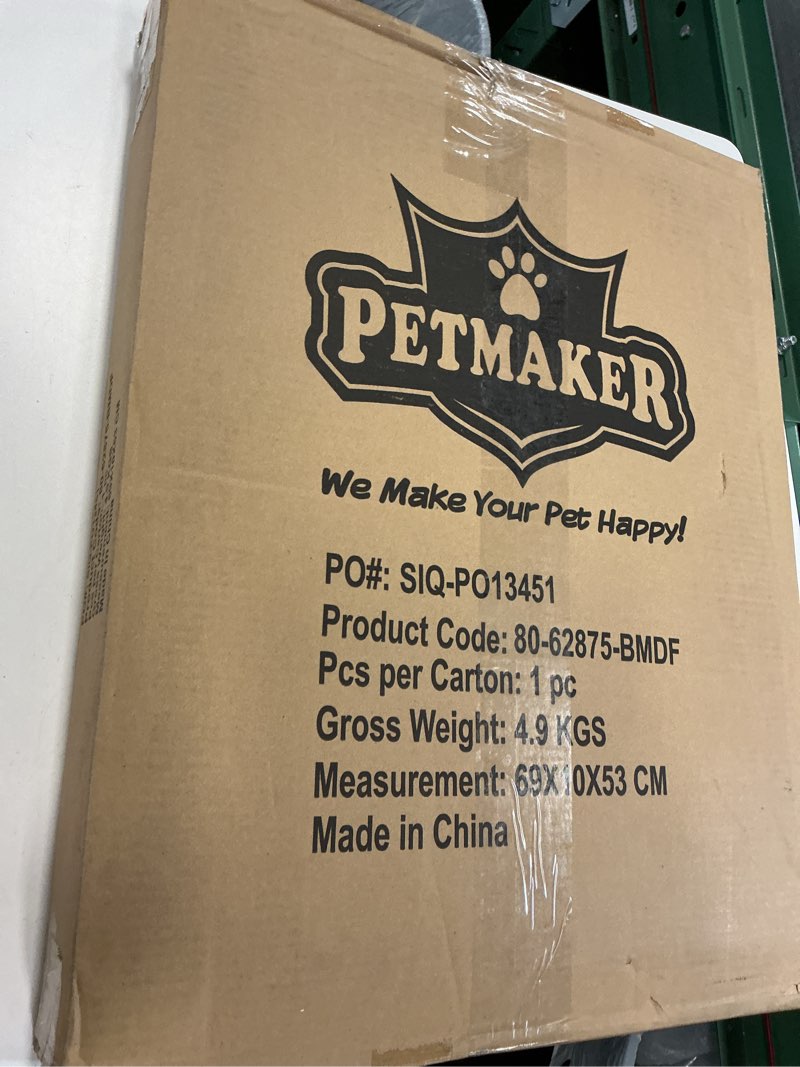 PETMAKER
We Make Your Pet Happy!
PO#: SIQ-PO13451
Product Code: 80-62875-BMDF
Pcs per Carton: 1 pc
Gross Weight: 4.9 KGS
Measurement: 69X10X53 CM
Made in China